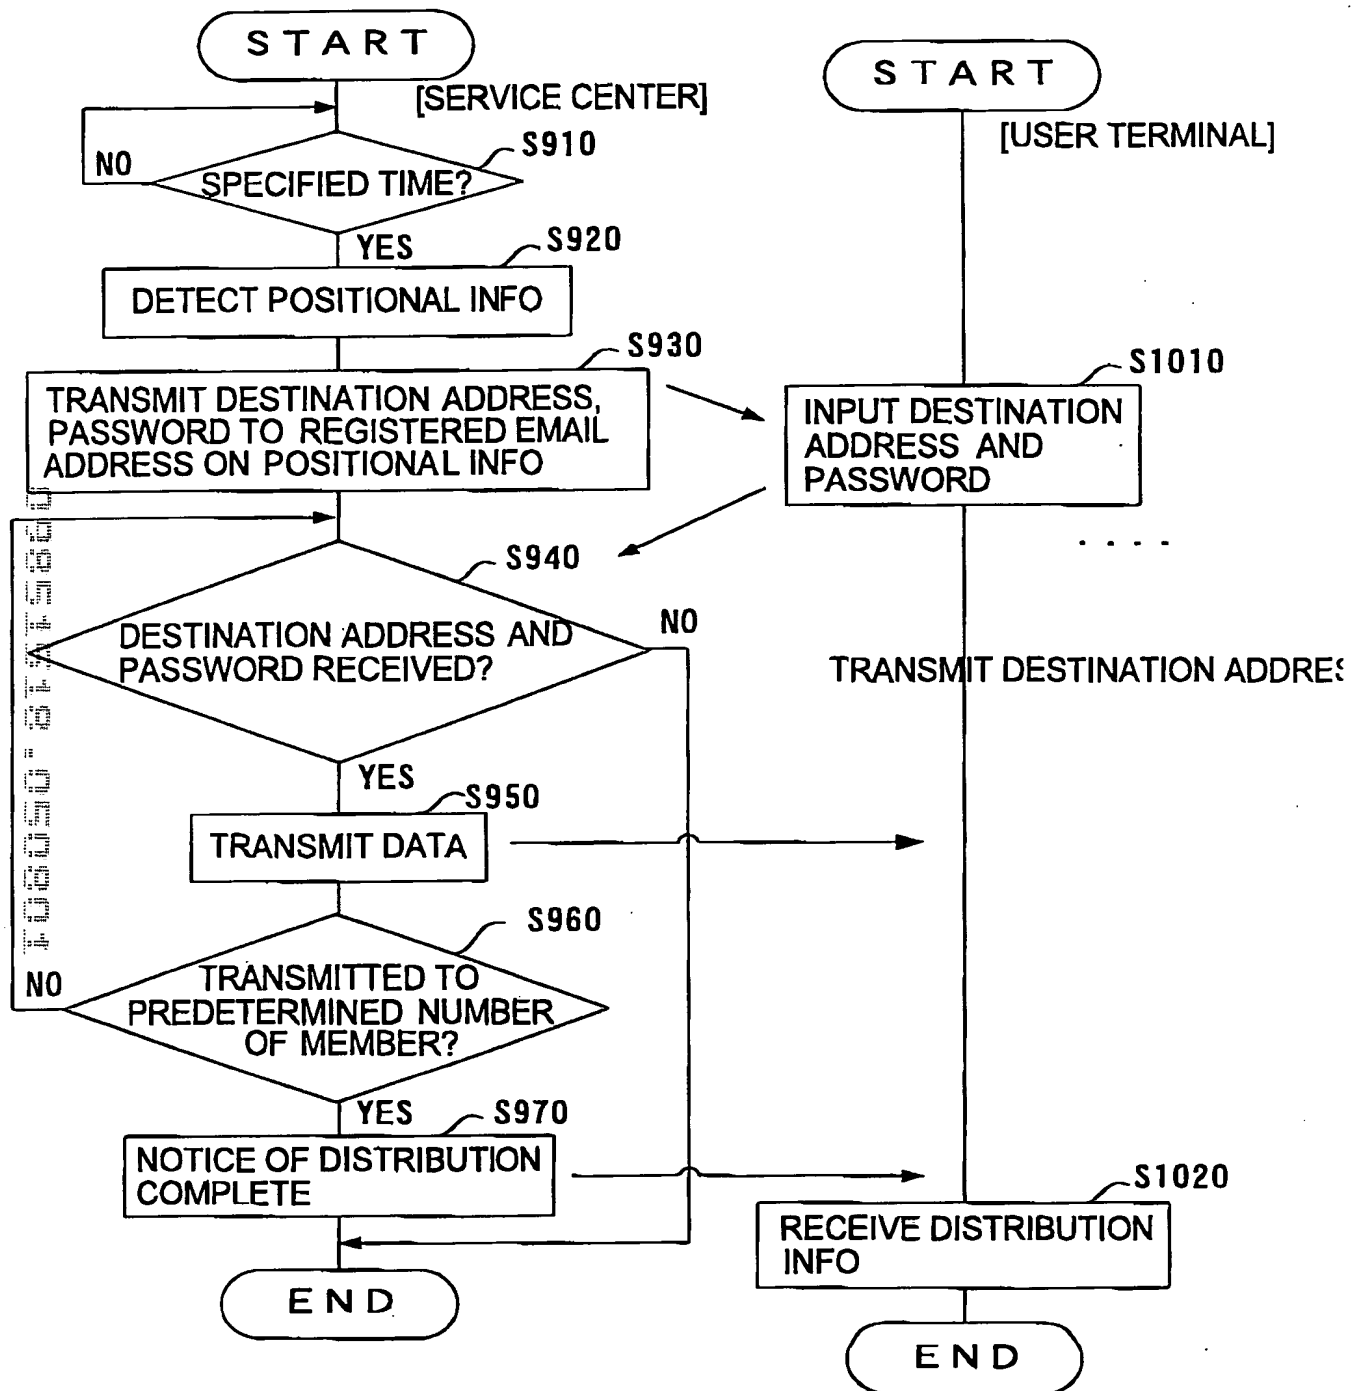 START
[SERVICE CENTER]
NO
S910
SPECIFIED TIME?
YES
S920
DETECT POSITIONAL INFO
S930
TRANSMIT DESTINATION ADDRESS,
PASSWORD TO REGISTERED EMAIL
ADDRESS ON POSITIONAL INFO
S940
NO
DESTINATION ADDRESS AND
PASSWORD RECEIVED?
YES
S950
TRANSMIT DATA
S960
NO
TRANSMITTED TO
PREDETERMINED NUMBER
OF MEMBER?
YES
S970
NOTICE OF DISTRIBUTION
COMPLETE
END
START
[USER TERMINAL]
S1010
INPUT DESTINATION
ADDRESS AND
PASSWORD
TRANSMIT DESTINATION
S1020
RECEIVE DISTRIBUTION
INFO
END